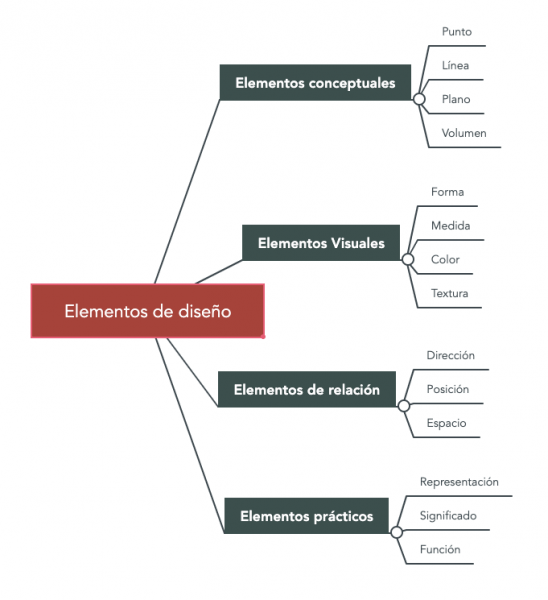 Elementos de diseño
Elementos conceptuales
Punto
Línea
Plano
Volumen
Elementos Visuales
Forma
Medida
Color
Textura
Elementos de relación
Dirección
Posición
Espacio
Elementos prácticos
Representación
Significado
Función